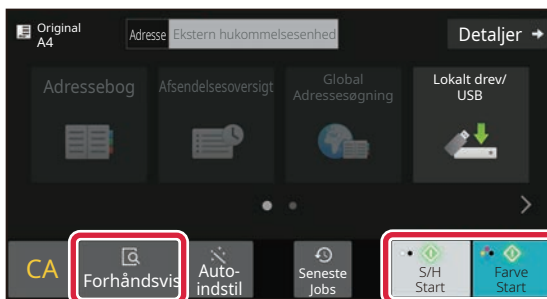 Original
A4
Adresse Ekstern hukommelsesenhed
Detaljer
Adressebog
Afsendelsesoversigt
Global
Adressesøgning
Lokalt drev/
USB
CA
Forhåndsvis
Auto-
indstil
Seneste
Jobs
S/H
Start
Farve
Start